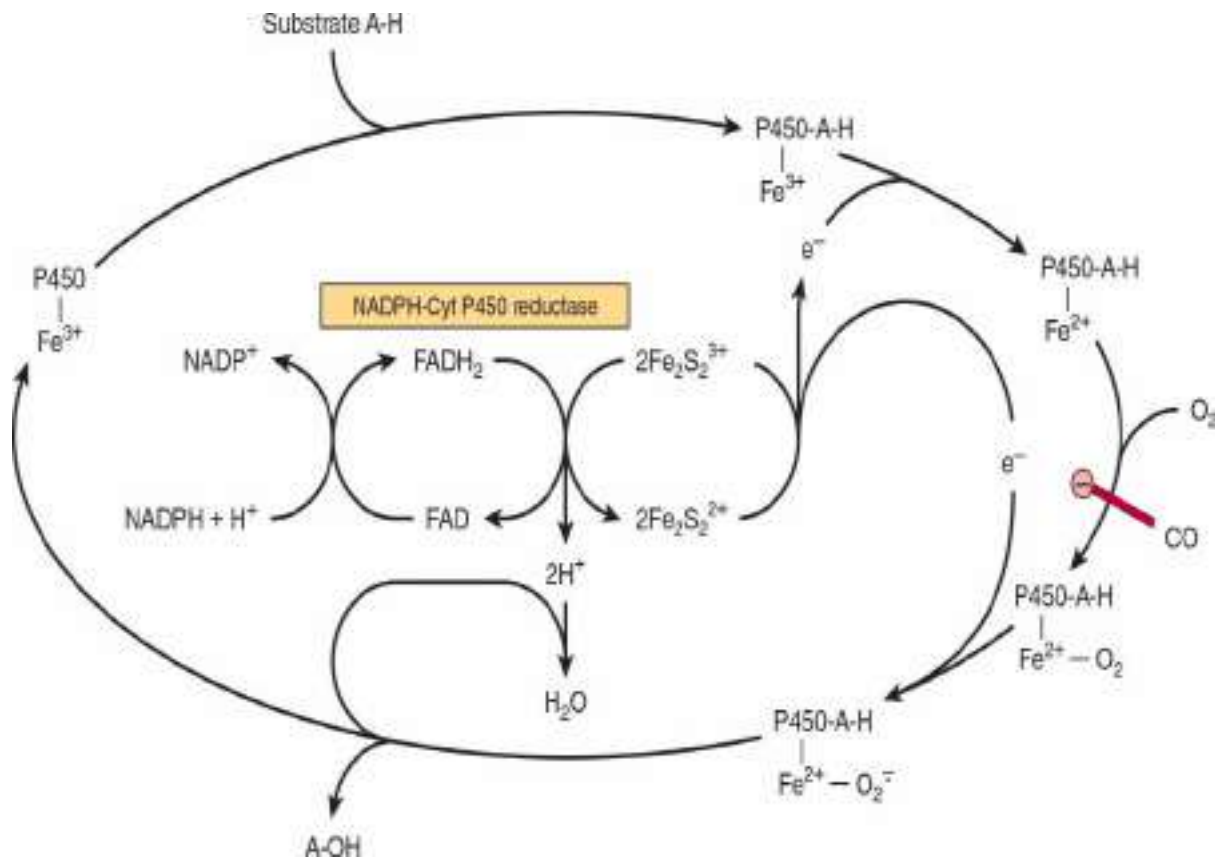 Substrate A-H
P450-A-H
Fe³⁺
e⁻
P450-A-H
Fe²⁺
P450
Fe³⁺
NADPH-Cyt P450 reductase
NADP⁺
FADH₂
2Fe₂S₂³⁺
O₂
e⁻
NADPH + H⁺
FAD
2Fe₂S₂²⁺
CO
2H⁺
P450-A-H
Fe²⁺ — O₂
H₂O
P450-A-H
Fe²⁺ — O₂⁻̇
A-OH